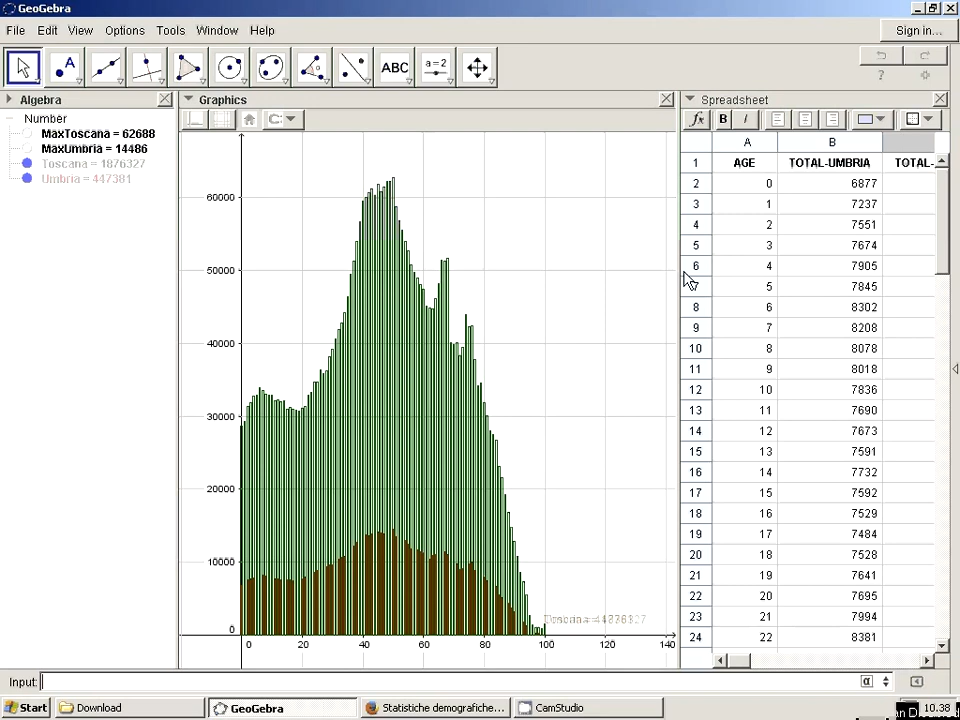 GeoGebra
File Edit View Options Tools Window Help
Sign in...
ABC
a=2
Algebra
Graphics
Spreadsheet
Number
MaxToscana = 62688
MaxUmbria = 14486
Toscana = 1876327
Umbria = 447381
60000
50000
40000
30000
20000
10000
0
0 20 40 60 80 100 120 140
fx B I
A B
1 AGE TOTAL-UMBRIA TOTAL-
2 0 6877
3 1 7237
4 2 7551
5 3 7674
6 4 7905
7 5 7845
8 6 8302
9 7 8208
10 8 8078
11 9 8018
12 10 7836
13 11 7690
14 12 7673
15 13 7591
16 14 7732
17 15 7592
18 16 7529
19 17 7484
20 18 7528
21 19 7641
22 20 7695
23 21 7994
24 22 8381
Input:
α
Start Download GeoGebra Statistiche demografiche... CamStudio 10.38